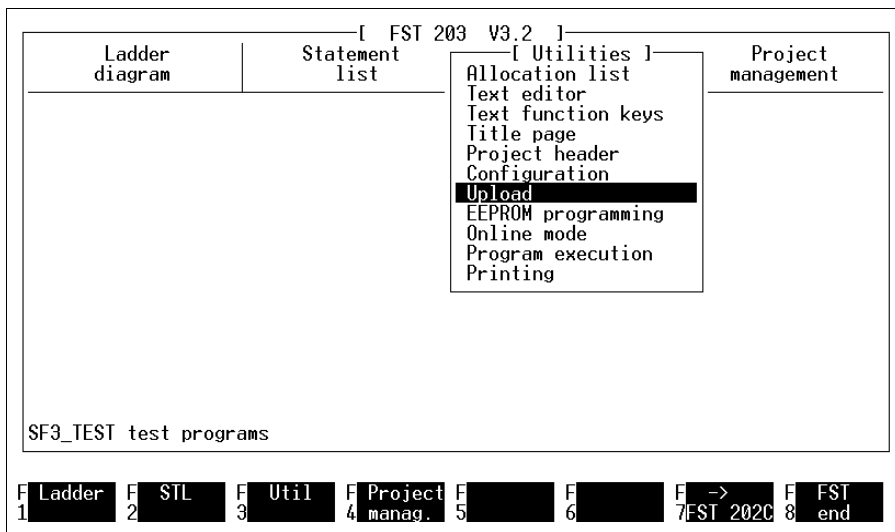 [ FST 203 V3.2 ]
Ladder diagram
Statement list
[ Utilities ]
Allocation list
Text editor
Text function keys
Title page
Project header
Configuration
Upload
EEPROM programming
Online mode
Program execution
Printing
Project management
SF3_TEST test programs
F1 Ladder
F2 STL
F3 Util
F4 Project manag.
F5
F6
F7 -> FST 202C
F8 FST end